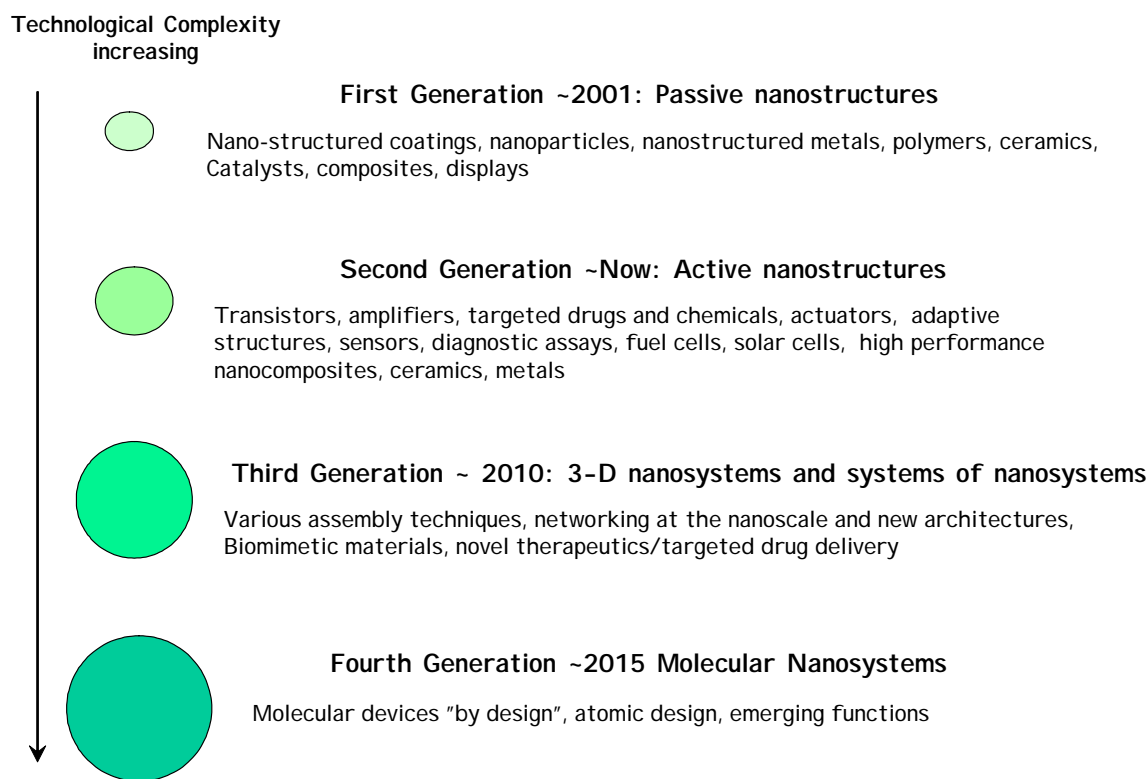 Technological Complexity
increasing
First Generation ~2001: Passive nanostructures
Nano-structured coatings, nanoparticles, nanostructured metals, polymers, ceramics,
Catalysts, composites, displays
Second Generation ~Now: Active nanostructures
Transistors, amplifiers, targeted drugs and chemicals, actuators, adaptive
structures, sensors, diagnostic assays, fuel cells, solar cells, high performance
nanocomposites, ceramics, metals
Third Generation ~ 2010: 3-D nanosystems and systems of nanosystems
Various assembly techniques, networking at the nanoscale and new architectures,
Biomimetic materials, novel therapeutics/targeted drug delivery
Fourth Generation ~2015 Molecular Nanosystems
Molecular devices "by design", atomic design, emerging functions